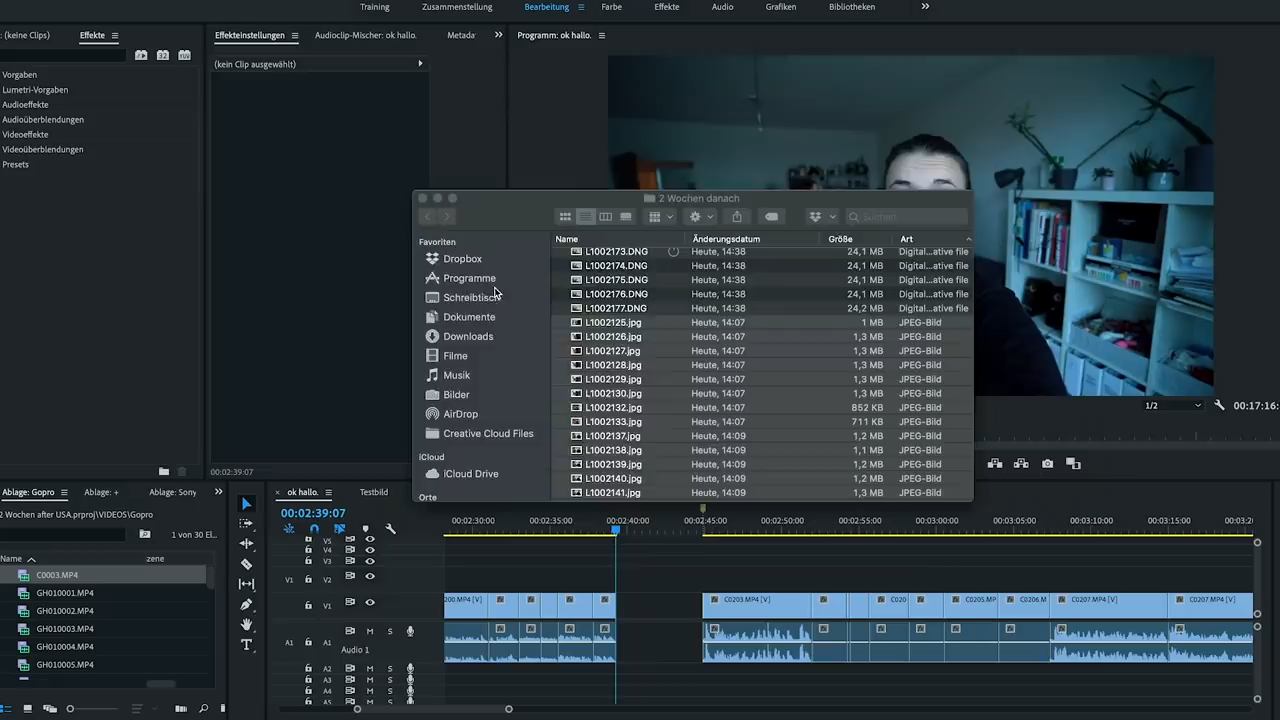 Training Zusammenstellung Bearbeitung Farbe Effekte Audio Grafiken Bibliotheken
(keine Clips) Effekte Effekteinstellungen Audioclip-Mischer: ok hallo. Metada Programm: ok hallo.
(kein Clip ausgewählt)
Vorgaben
Lumetri-Vorgaben
Audioeffekte
Audioüberblendungen
Videoeffekte
Videoüberblendungen
Presets
2 Wochen danach
Suchen
Favoriten
Dropbox
Programme
Schreibtisch
Dokumente
Downloads
Filme
Musik
Bilder
AirDrop
Creative Cloud Files
iCloud
iCloud Drive
Orte
Name Änderungsdatum Größe Art
L1002173.DNG Heute, 14:38 24,1 MB Digital...ative file
L1002174.DNG Heute, 14:38 24,1 MB Digital...ative file
L1002175.DNG Heute, 14:38 24,1 MB Digital...ative file
L1002176.DNG Heute, 14:38 24,1 MB Digital...ative file
L1002177.DNG Heute, 14:38 24,2 MB Digital...ative file
L1002125.jpg Heute, 14:07 1 MB JPEG-Bild
L1002126.jpg Heute, 14:07 1,3 MB JPEG-Bild
L1002127.jpg Heute, 14:07 1,3 MB JPEG-Bild
L1002128.jpg Heute, 14:07 1,3 MB JPEG-Bild
L1002129.jpg Heute, 14:07 1,3 MB JPEG-Bild
L1002130.jpg Heute, 14:07 1,3 MB JPEG-Bild
L1002132.jpg Heute, 14:07 852 KB JPEG-Bild
L1002133.jpg Heute, 14:07 711 KB JPEG-Bild
L1002137.jpg Heute, 14:09 1,2 MB JPEG-Bild
L1002138.jpg Heute, 14:09 1,1 MB JPEG-Bild
L1002139.jpg Heute, 14:09 1,1 MB JPEG-Bild
L1002140.jpg Heute, 14:09 1,2 MB JPEG-Bild
L1002141.jpg Heute, 14:09 1,3 MB JPEG-Bild
1/2 00:17:16:
00:02:39:07
Ablage: Gopro Ablage: + Ablage: Sony
2 Wochen after USA.prproj\VIDEOS\Gopro
1 von 30 El...
Name zene
C0003.MP4
GH010001.MP4
GH010002.MP4
GH010003.MP4
GH010004.MP4
GH010005.MP4
ok hallo. Testbild
00:02:39:07
00:02:30:00 00:02:35:00 00:02:40:00 00:02:45:00 00:02:50:00 00:02:55:00 00:03:00:00 00:03:05:00 00:03:10:00 00:03:15:00 00:03:20
V5
V4
V3
V1 V2
V1 200.MP4 [V] C0203.MP4 [V] C020 C0205.MP C0206.M C0207.MP4 [V] C0207.MP4 [V]
A1 A1 M S
Audio 1
A2 M S
A3 M S
A4 M S
A5 M S